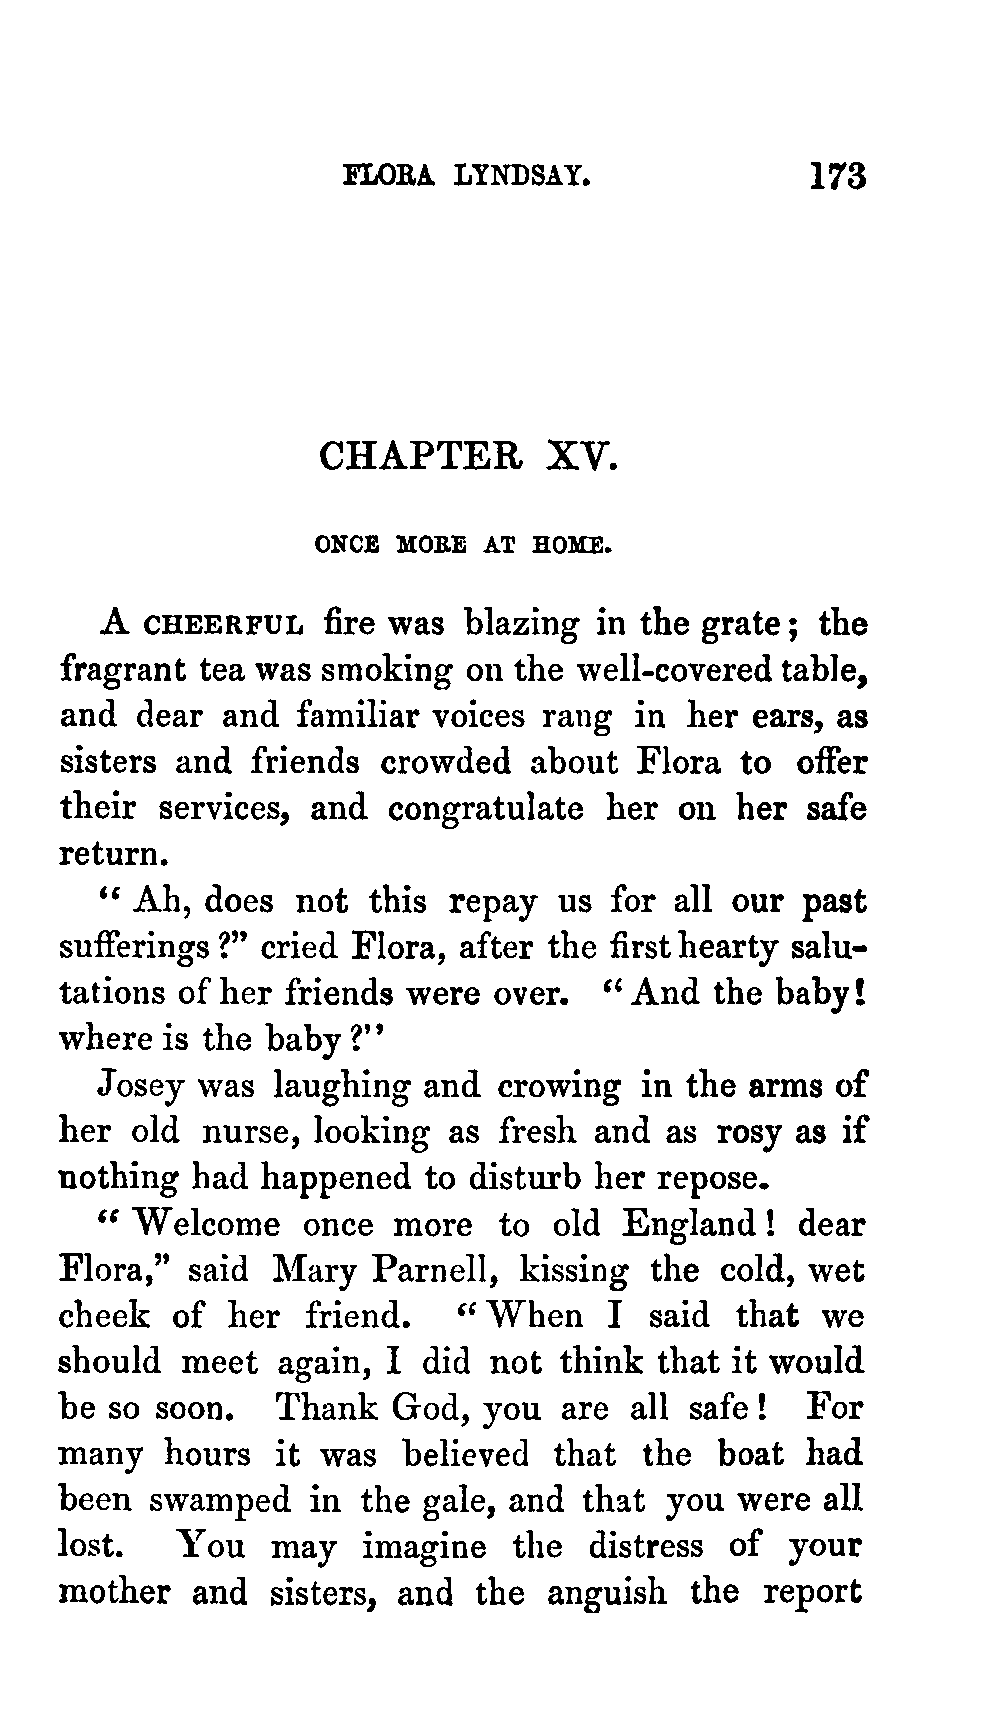 FLORA LYNDSAY. 173
CHAPTER XV.
ONCE MORE AT HOME.
A CHEERFUL fire was blazing in the grate; the
fragrant tea was smoking on the well-covered table,
and dear and familiar voices rang in her ears, as
sisters and friends crowded about Flora to offer
their services, and congratulate her on her safe
return.
“Ah, does not this repay us for all our past
sufferings?” cried Flora, after the first hearty salu-
tations of her friends were over. “And the baby!
where is the baby?”
Josey was laughing and crowing in the arms of
her old nurse, looking as fresh and as rosy as if
nothing had happened to disturb her repose.
“Welcome once more to old England! dear
Flora,” said Mary Parnell, kissing the cold, wet
cheek of her friend. “When I said that we
should meet again, I did not think that it would
be so soon. Thank God, you are all safe! For
many hours it was believed that the boat had
been swamped in the gale, and that you were all
lost. You may imagine the distress of your
mother and sisters, and the anguish the report